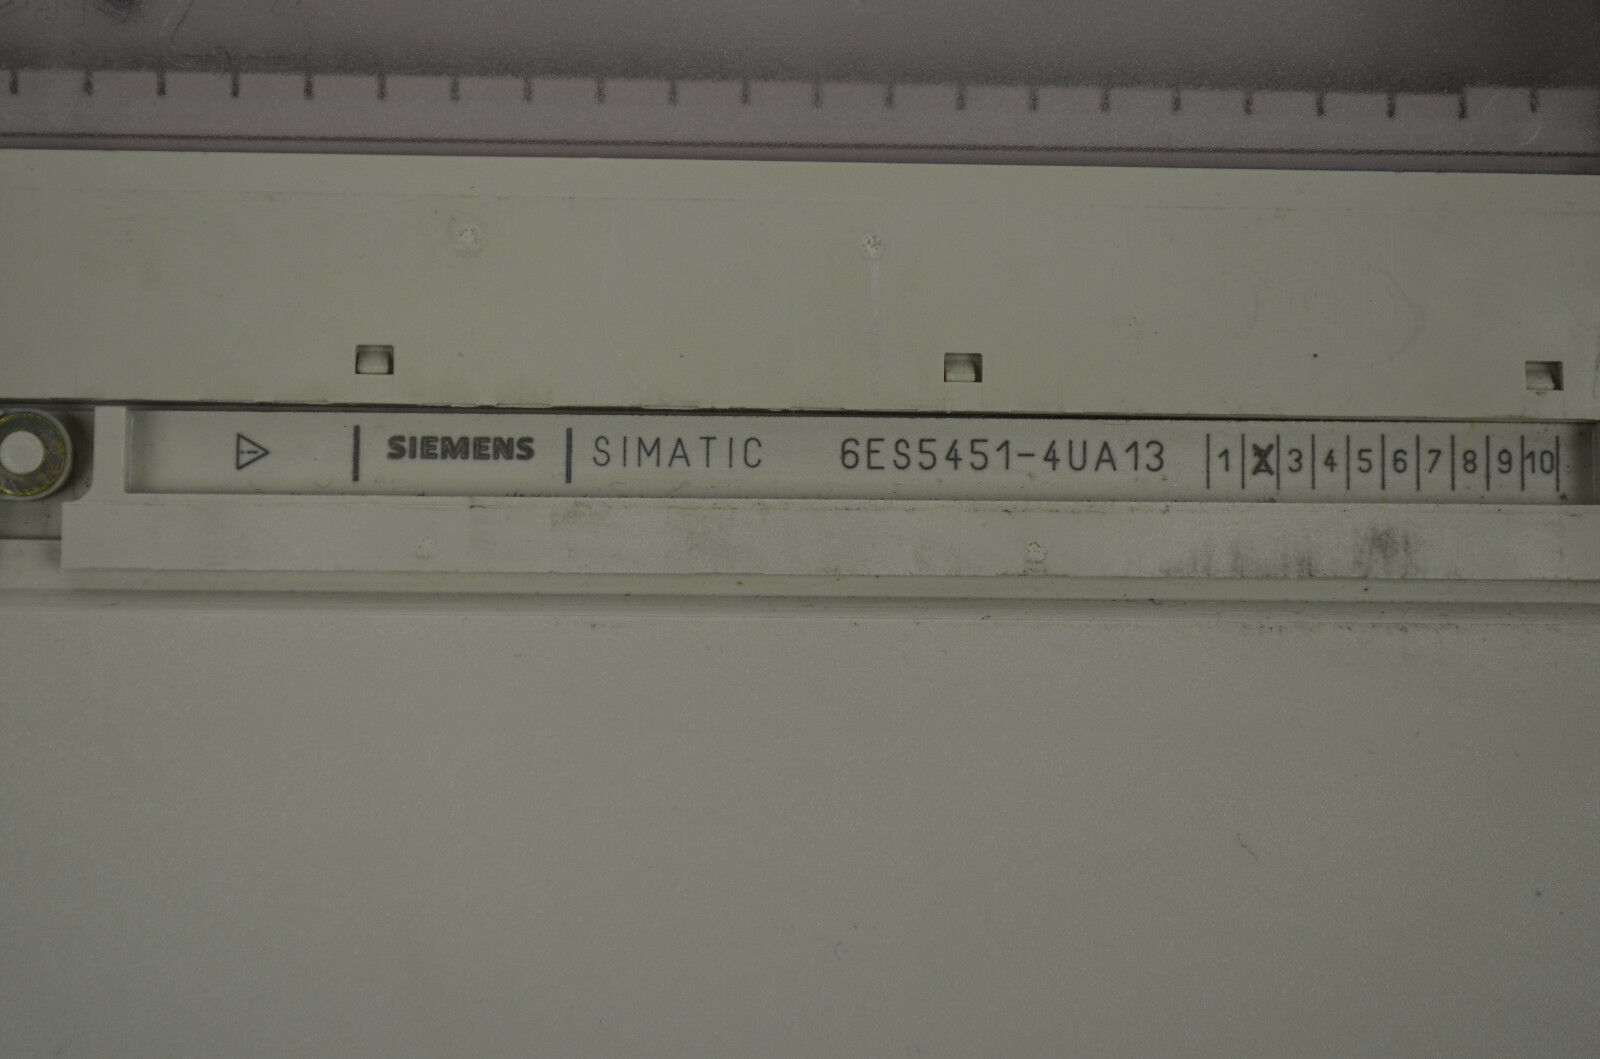 SIEMENS SIMATIC 6ES5451-4UA13 1 X 3 4 5 6 7 8 9 10